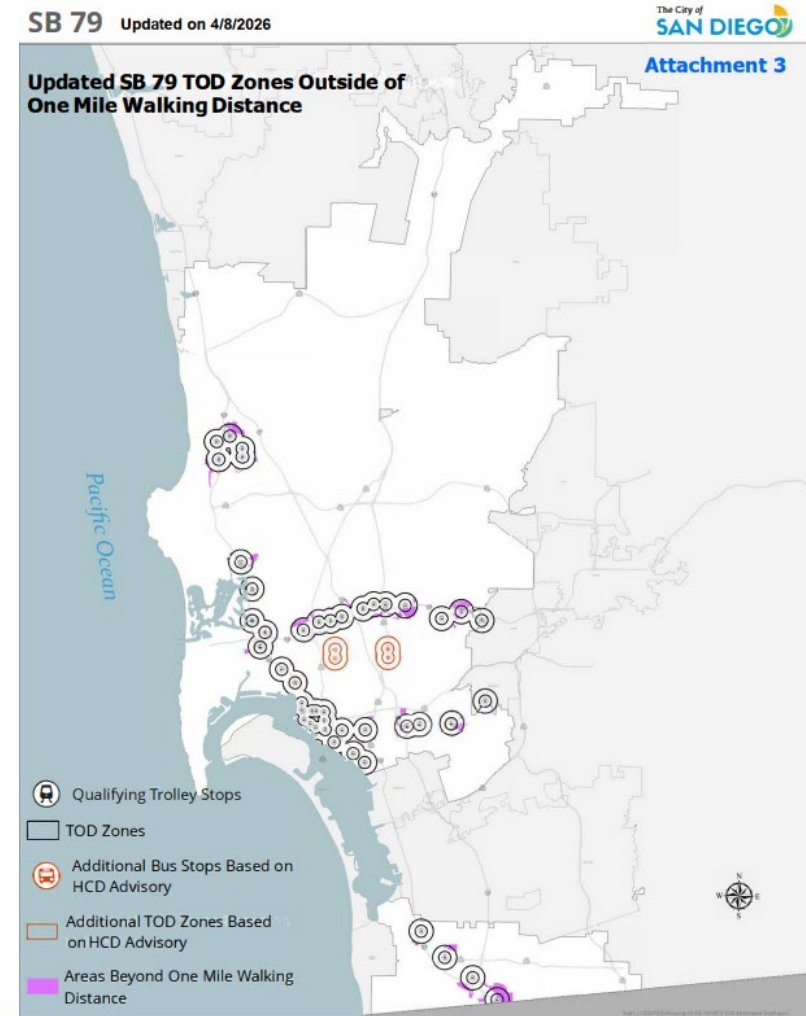 SB 79 Updated on 4/8/2026
The City of
SAN DIEGO
Attachment 3
Updated SB 79 TOD Zones Outside of
One Mile Walking Distance
Pacific Ocean
Qualifying Trolley Stops
TOD Zones
Additional Bus Stops Based on
HCD Advisory
Additional TOD Zones Based
on HCD Advisory
Areas Beyond One Mile Walking
Distance
N
W E
S